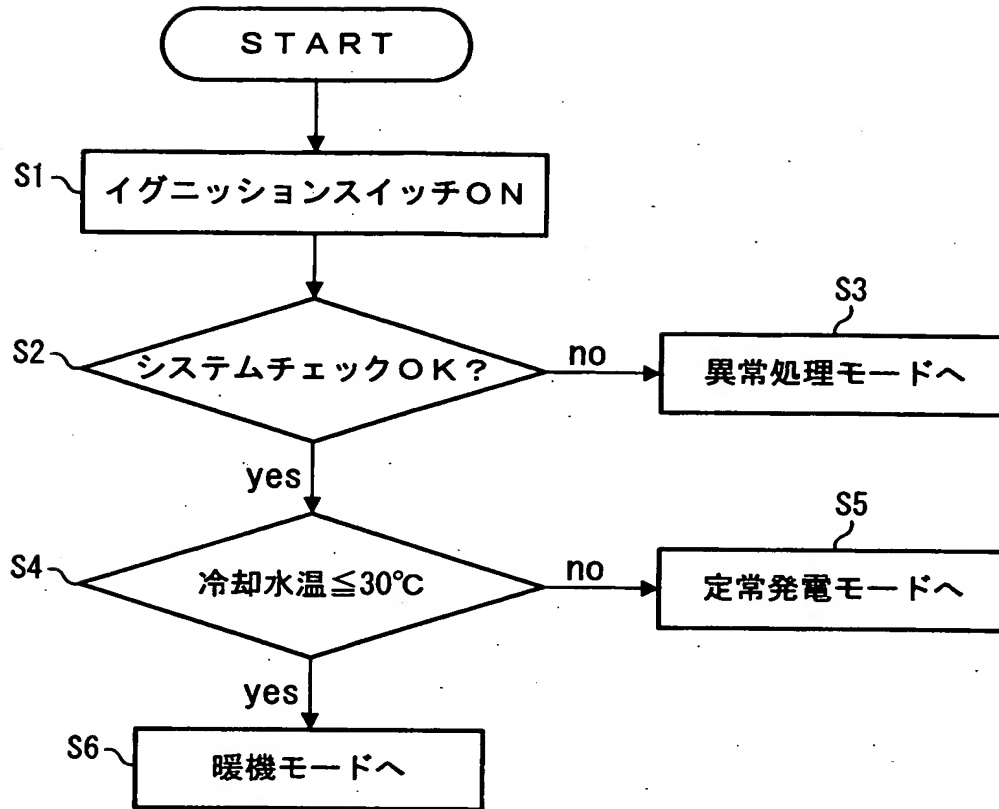 START
S1
イグニッションスイッチON
S2
システムチェックOK?
no
S3
異常処理モードへ
yes
S4
冷却水温≦30℃
no
S5
定常発電モードへ
yes
S6
暖機モードへ